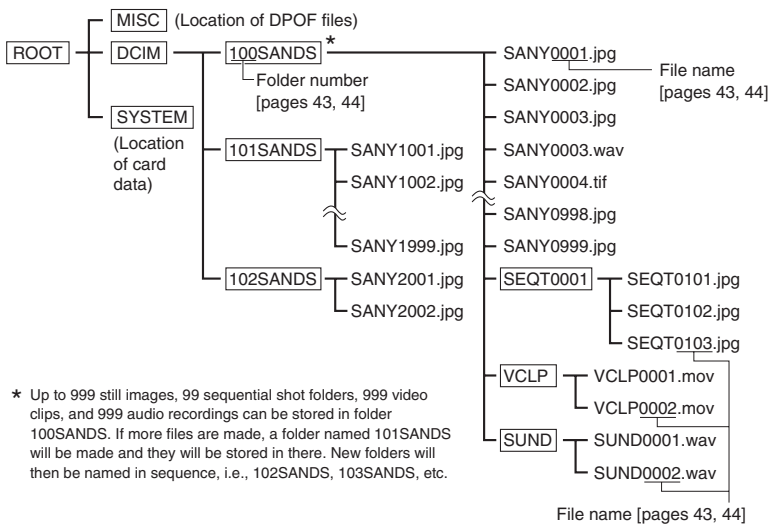 MISC (Location of DPOF files)
ROOT
DCIM
100SANDS *
Folder number
[pages 43, 44]
SYSTEM
(Location
of card
data)
101SANDS
SANY1001.jpg
SANY1002.jpg
SANY1999.jpg
102SANDS
SANY2001.jpg
SANY2002.jpg
SANY0001.jpg
File name
[pages 43, 44]
SANY0002.jpg
SANY0003.jpg
SANY0003.wav
SANY0004.tif
SANY0998.jpg
SANY0999.jpg
SEQT0001
SEQT0101.jpg
SEQT0102.jpg
SEQT0103.jpg
VCLP
VCLP0001.mov
VCLP0002.mov
SUND
SUND0001.wav
SUND0002.wav
File name [pages 43, 44]
* Up to 999 still images, 99 sequential shot folders, 999 video
clips, and 999 audio recordings can be stored in folder
100SANDS. If more files are made, a folder named 101SANDS
will be made and they will be stored in there. New folders will
then be named in sequence, i.e., 102SANDS, 103SANDS, etc.